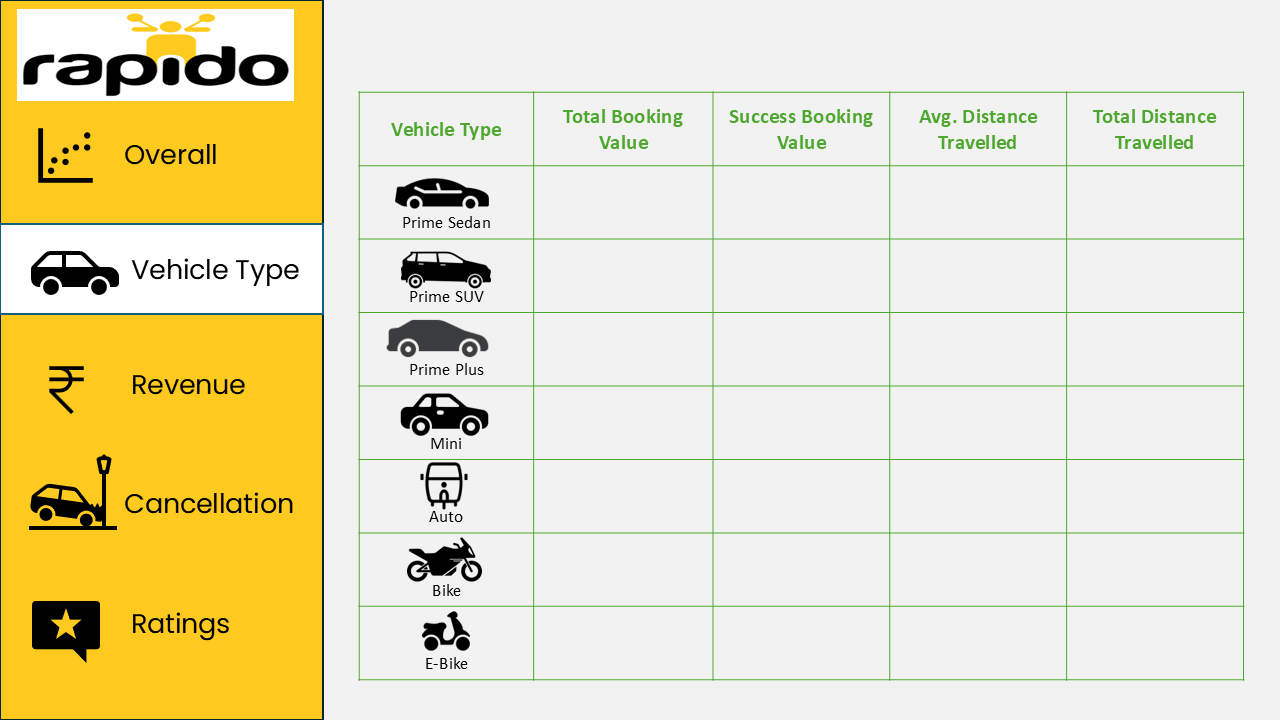 rapido
Overall
Vehicle Type
Revenue
Cancellation
Ratings
Vehicle Type
Total Booking
Value
Success Booking
Value
Avg. Distance
Travelled
Total Distance
Travelled
Prime Sedan
Prime SUV
Prime Plus
Mini
Auto
Bike
E-Bike